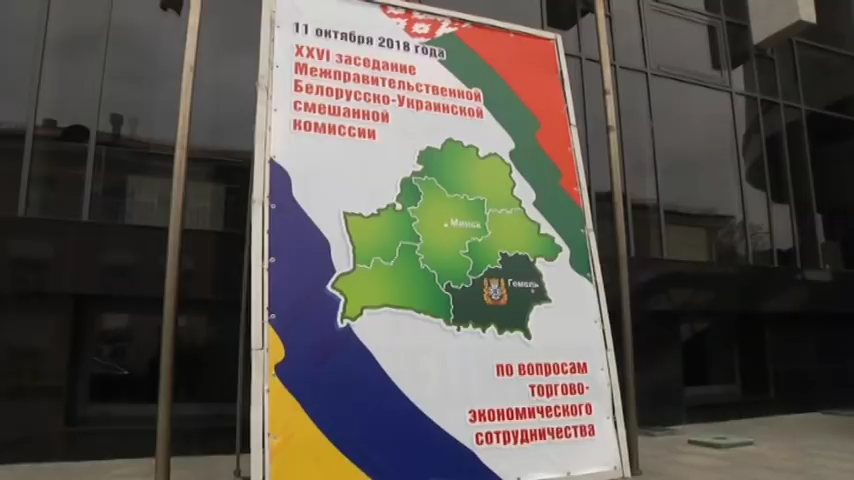 11 октября 2018 года
XXVI заседание
Межправительственной
Белорусско-Украинской
смешанной
комиссии
Минск
Гомель
по вопросам
торгово-
экономического
сотрудничества